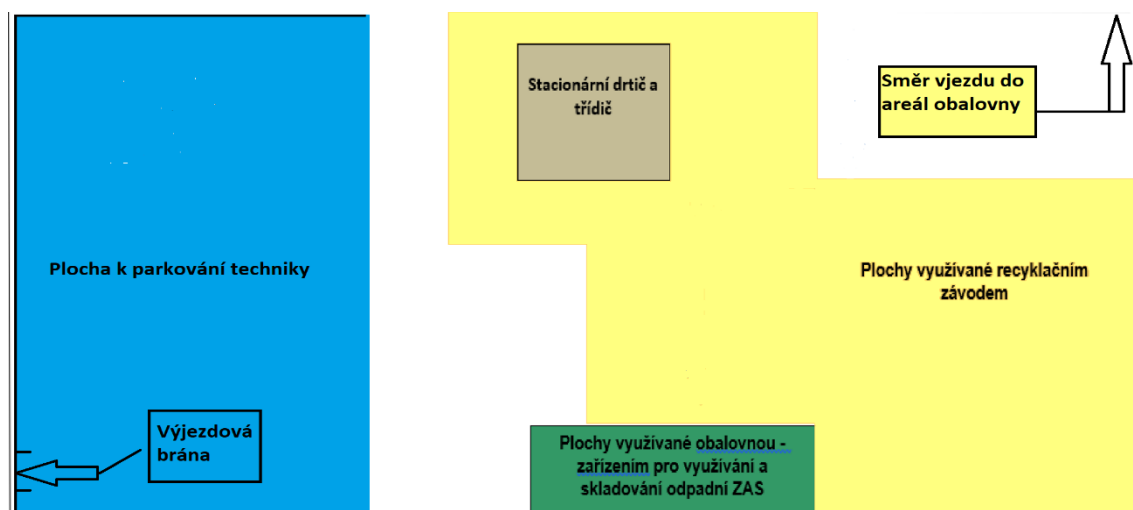 Stacionární drtič a
třídič
Směr vjezdu do
areál obalovny
Plocha k parkování techniky
Plochy využívané recyklačním
závodem
Výjezdová
brána
Plochy využívané obalovnou -
zařízením pro využívání a
skladování odpadní ZAS